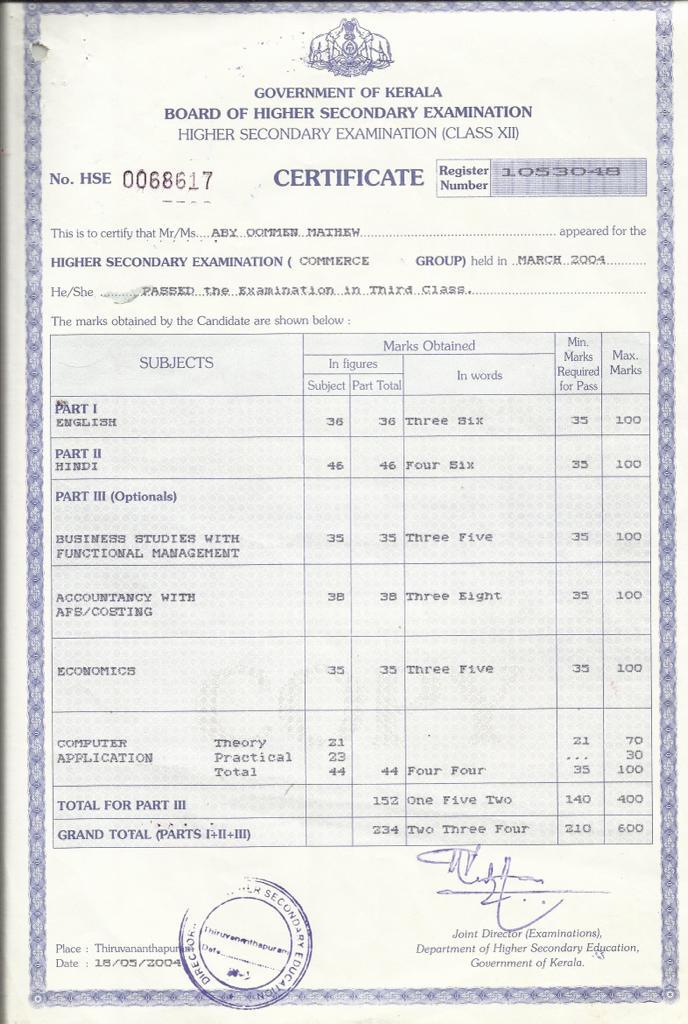 GOVERNMENT OF KERALA
BOARD OF HIGHER SECONDARY EXAMINATION
HIGHER SECONDARY EXAMINATION (CLASS XII)
No. HSE 0068617 CERTIFICATE Register Number 1053048
This is to certify that Mr/Ms. ABY OOMMEN MATHEW appeared for the
HIGHER SECONDARY EXAMINATION ( COMMERCE GROUP) held in MARCH 2004
He/She PASSED the Examination in Third Class.
The marks obtained by the Candidate are shown below :
SUBJECTS Marks Obtained Min. Marks Required for Pass Max. Marks
In figures In words
Subject Part Total
PART I
ENGLISH 36 36 Three Six 35 100
PART II
HINDI 46 46 Four Six 35 100
PART III (Optionals)
BUSINESS STUDIES WITH 35 35 Three Five 35 100
FUNCTIONAL MANAGEMENT
ACCOUNTANCY WITH 38 38 Three Eight 35 100
AFS/COSTING
ECONOMICS 35 35 Three Five 35 100
COMPUTER Theory 21 21 70
APPLICATION Practical 23 ... 30
Total 44 44 Four Four 35 100
TOTAL FOR PART III 152 One Five Two 140 400
GRAND TOTAL (PARTS I+II+III) 234 Two Three Four 210 600
Joint Director (Examinations),
Department of Higher Secondary Education,
Government of Kerala.
Place : Thiruvananthapuram
Date : 18/05/2004
Thiruvananthapuram
Date
SECONDARY EDUCATION